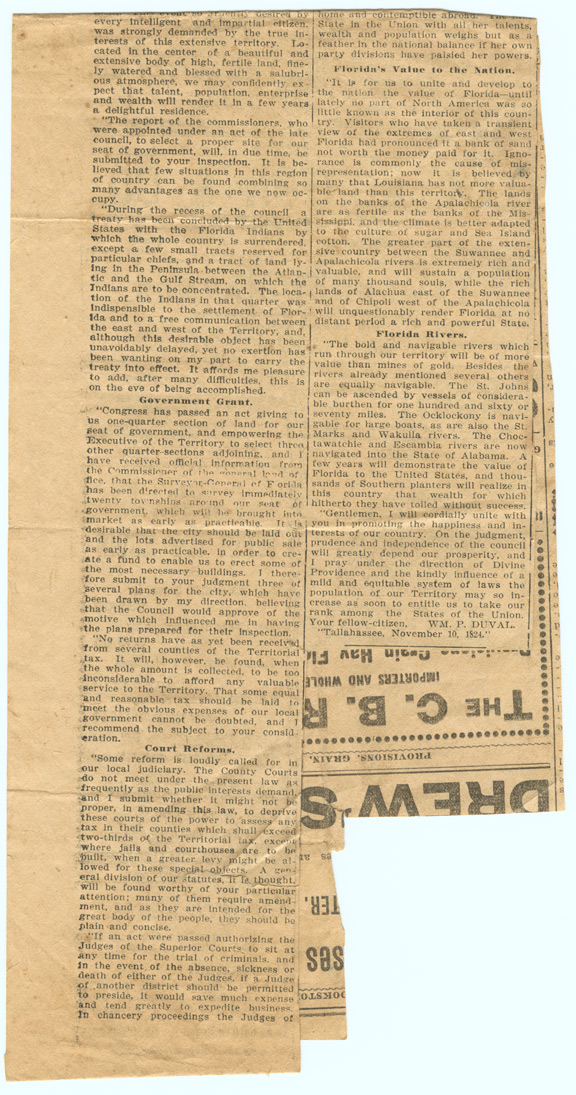 every intelligent and impartial citizen,
was strongly demanded by the true in-
terests of this extensive territory. Lo-
cated in the center of a beautiful and
extensive body of high, fertile land, fine-
ly watered and blessed with a salubri-
ous atmosphere, we may confidently ex-
pect that talent, population, enterprise
and wealth will render it in a few years
a delightful residence.
"The report of the commissioners, who
were appointed under an act of the late
council, to select a proper site for our
seat of government, will, in due time, be
submitted to your inspection. It is be-
lieved that few situations in this region
of country can be found combining so
many advantages as the one we now oc-
cupy.
"During the recess of the council a
treaty has been concluded by the United
States with the Florida Indians by
which the whole country is surrendered,
except a few small tracts reserved for
particular chiefs, and a tract of land ly-
ing in the Peninsula between the Atlan-
tic and the Gulf Stream, on which the
Indians are to be concentrated. The loca-
tion of the Indians in that quarter was
indispensible to the settlement of Flor-
ida and to a free communication between
the east and west of the Territory, and,
although this desirable object has been
unavoidably delayed, yet no exertion has
been wanting on my part to carry the
treaty into effect. It affords me pleasure
to add, after many difficulties, this is
on the eve of being accomplished.
Government Grant.
"Congress has passed an act giving to
us one-quarter section of land for our
seat of government, and empowering the
Executive of the Territory to select three
other quarter-sections adjoining, and I
have received official information from
the Commissioner of the general land of-
fice, that the Surveyor-General of Florida
has been directed to survey immediately
twenty townships around our seat of
government, which will be brought into
market as early as practicable. It is
desirable that the city should be laid out
and the lots advertised for public sale
as early as practicable, in order to cre-
ate a fund to enable us to erect some of
the most necessary buildings. I there-
fore submit to your judgment three of
several plans for the city, which have
been drawn by my direction, believing
that the Council would approve of the
motive which influenced me in having
the plans prepared for their inspection.
"No returns have as yet been received
from several counties of the Territorial
tax. It will, however, be found, when
the whole amount is collected, to be too
inconsiderable to afford any valuable
service to the Territory. That some equal
and reasonable tax should be laid to
meet the obvious expenses of our local
government cannot be doubted, and I
recommend the subject to your consid-
eration.
Court Reforms.
"Some reform is loudly called for in
our local judiciary. The County Courts
do not meet under the present law as
frequently as the public interests demand,
and I submit whether it might not be
proper, in amending this law, to deprive
these courts of the power to assess any
tax in their counties which shall exceed
two-thirds of the Territorial tax, except
where jails and courthouses are to be
built, when a greater levy might be al-
lowed for these special objects. A gen-
eral division of our statutes, it is thought,
will be found worthy of your particular
attention; many of them require amend-
ment, and as they are intended for the
great body of the people, they should be
plain and concise.
"If an act were passed authorising the
Judges of the Superior Courts to sit at
any time for the trial of criminals, and
in the event of the absence, sickness or
death of either of the Judges, if a Judge
of another district should be permitted
to preside, it would save much expense
and tend greatly to expedite business.
In chancery proceedings the Judges of
home and contemptible abroad.
State in the Union with all her talents,
wealth and population weighs but as a
feather in the national balance if her own
party divisions have palsied her powers.
Florida's Value to the Nation.
"It is for us to unite and develop to
the nation the value of Florida—until
lately no part of North America was so
little known as the interior of this coun-
try. Visitors who have taken a transient
view of the extremes of east and west
Florida had pronounced it a bank of sand
not worth the money paid for it. Igno-
rance is commonly the cause of mis-
representation; now it is believed by
many that Louisiana has not more valua-
ble land than this territory. The lands
on the banks of the Apalachicola river
are as fertile as the banks of the Mis-
sissippi, and the climate is better adapted
to the culture of sugar and Sea Island
cotton. The greater part of the exten-
sive country between the Suwannee and
Apalachicola rivers is extremely rich and
valuable, and will sustain a population
of many thousand souls, while the rich
lands of Alachua east of the Suwannee
and of Chipoli west of the Apalachicola
will unquestionably render Florida at no
distant period a rich and powerful State.
Florida Rivers.
"The bold and navigable rivers which
run through our territory will be of more
value than mines of gold. Besides the
rivers already mentioned several others
are equally navigable. The St. Johns
can be ascended by vessels of considera-
ble burthen for one hundred and sixty or
seventy miles. The Ocklockony is navi-
gable for large boats, as are also the St.
Marks and Wakulla rivers. The Choc-
tawatchie and Escambia rivers are now
navigated into the State of Alabama. A
few years will demonstrate the value of
Florida to the United States, and thou-
sands of Southern planters will realize in
this country that wealth for which
hitherto they have toiled without success.
"Gentlemen, I will cordially unite with
you in promoting the happiness and in-
terests of our country. On the judgment,
prudence and independence of the council
will greatly depend our prosperity, and
I pray under the direction of Divine
Providence and the kindly influence of a
mild and equitable system of laws the
population of our Territory may so in-
crease as soon to entitle us to take our
rank among the States of the Union.
Your fellow-citizen, WM. P. DUVAL.
"Tallahassee, November 10, 1824."
Grain Hay
IMPORTERS AND WHOLE
THE C. B. R
PROVISIONS, GRAIN,
DREW'S